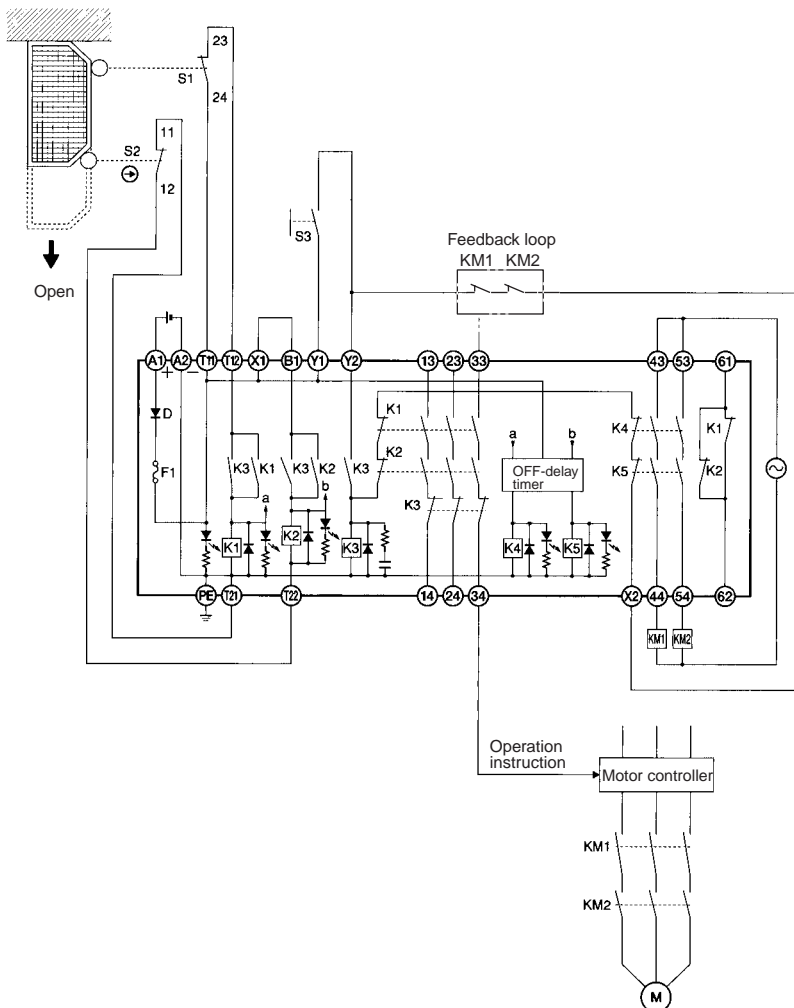 23
S1
24
11
S2
12
Open
S3
Feedback loop
KM1 KM2
A1 A2 T11 T12 X1 B1 Y1 Y2 13 23 33 43 53 61
+ −
D
F1
K3 K1 K3 K2 K3
K1
K2
K3
a b
OFF-delay
timer
K4
K5
K1
K2
a b
K1 K2 K3 K4 K5
PE T21 T22 14 24 34 X2 44 54 62
KM1 KM2
Operation
instruction
Motor controller
KM1
KM2
M